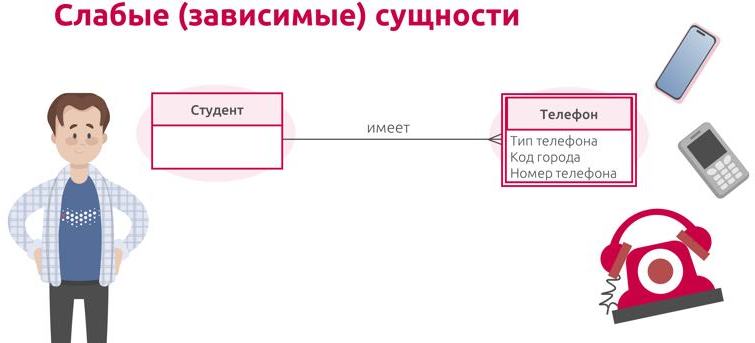 Слабые (зависимые) сущности
Студент
имеет
Телефон
Тип телефона
Код города
Номер телефона